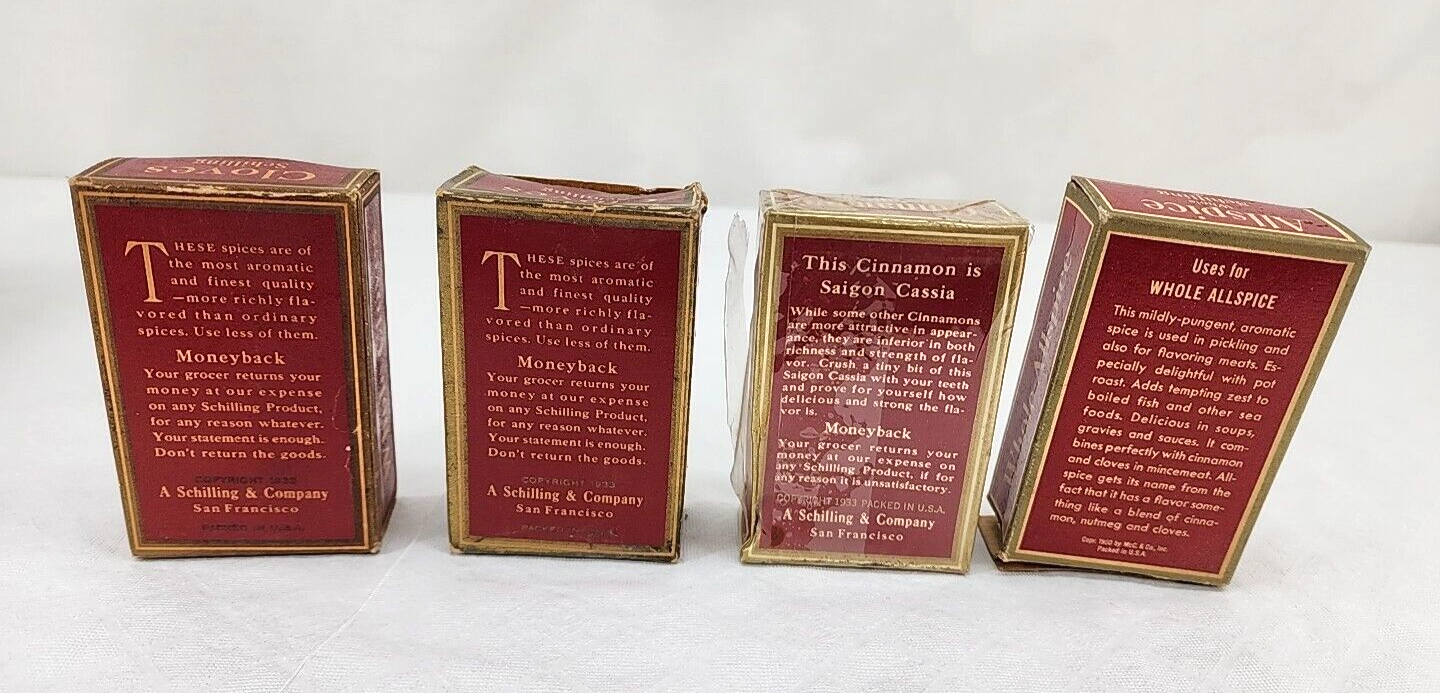 Cloves
Schilling
THESE spices are of
the most aromatic
and finest quality
—more richly fla-
vored than ordinary
spices. Use less of them.
Moneyback
Your grocer returns your
money at our expense
on any Schilling Product,
for any reason whatever.
Your statement is enough.
Don't return the goods.
COPYRIGHT 1933
A Schilling & Company
San Francisco
PACKED IN U.S.A.
THESE spices are of
the most aromatic
and finest quality
—more richly fla-
vored than ordinary
spices. Use less of them.
Moneyback
Your grocer returns your
money at our expense
on any Schilling Product,
for any reason whatever.
Your statement is enough.
Don't return the goods.
COPYRIGHT 1933
A Schilling & Company
San Francisco
This Cinnamon is
Saigon Cassia
While some other Cinnamons
are more attractive in appear-
ance, they are inferior in both
richness and strength of fla-
vor. Crush a tiny bit of this
Saigon Cassia with your teeth
and prove for yourself how
delicious and strong the fla-
vor is.
Moneyback
Your grocer returns your
money at our expense on
any Schilling Product, if for
any reason it is unsatisfactory.
COPYRIGHT 1933 PACKED IN U.S.A.
A Schilling & Company
San Francisco
Allspice
Whole
Whole Allspice
Uses for
WHOLE ALLSPICE
This mildly-pungent, aromatic
spice is used in pickling and
also for flavoring meats. Es-
pecially delightful with pot
roast. Adds tempting zest to
boiled fish and other sea
foods. Delicious in soups,
gravies and sauces. It com-
bines perfectly with cinnamon
and cloves in mincemeat. All-
spice gets its name from the
fact that it has a flavor some-
thing like a blend of cinna-
mon, nutmeg and cloves.
Copr. 1950 by McC. & Co., Inc.
Packed in U.S.A.